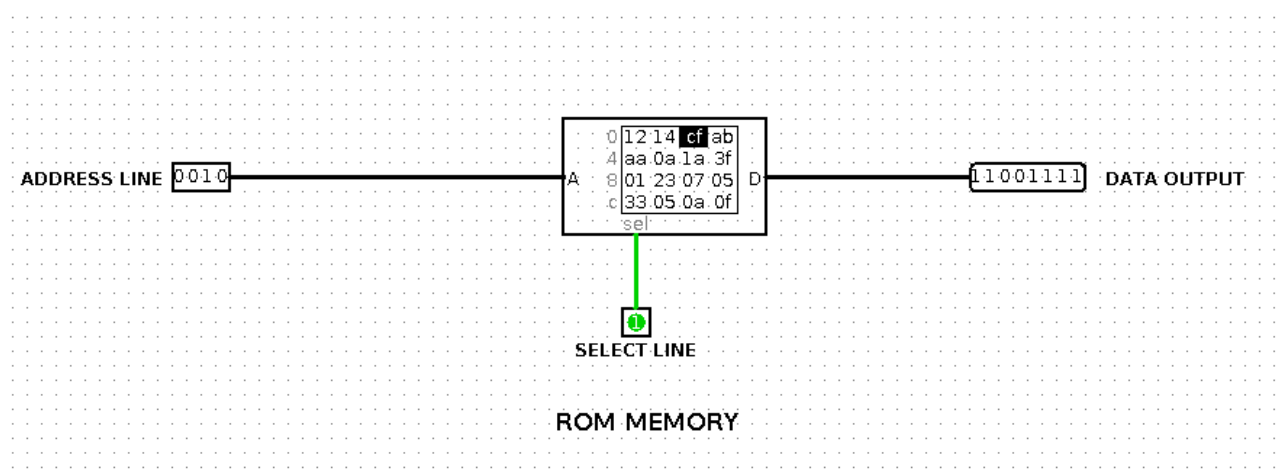 0 12 14 cf ab
4 aa 0a 1a 3f
ADDRESS LINE 0010 A 8 01 23 07 05 D 11001111 DATA OUTPUT
c 33 05 0a 0f
sel
1
SELECT LINE
ROM MEMORY